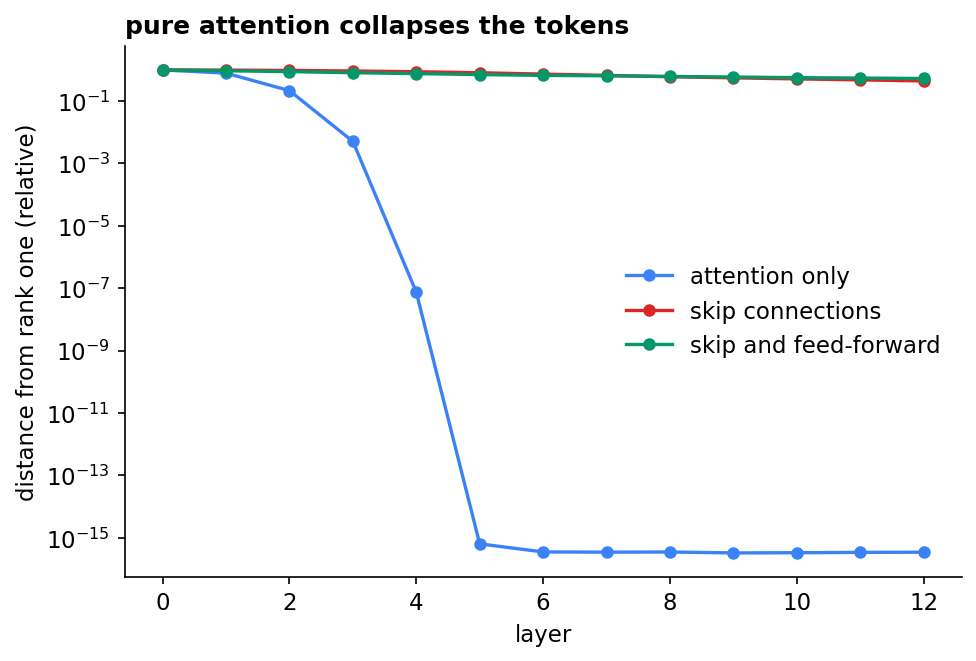 pure attention collapses the tokens
distance from rank one (relative)
10⁻¹
10⁻³
10⁻⁵
10⁻⁷
10⁻⁹
10⁻¹¹
10⁻¹³
10⁻¹⁵
attention only
skip connections
skip and feed-forward
0 2 4 6 8 10 12
layer